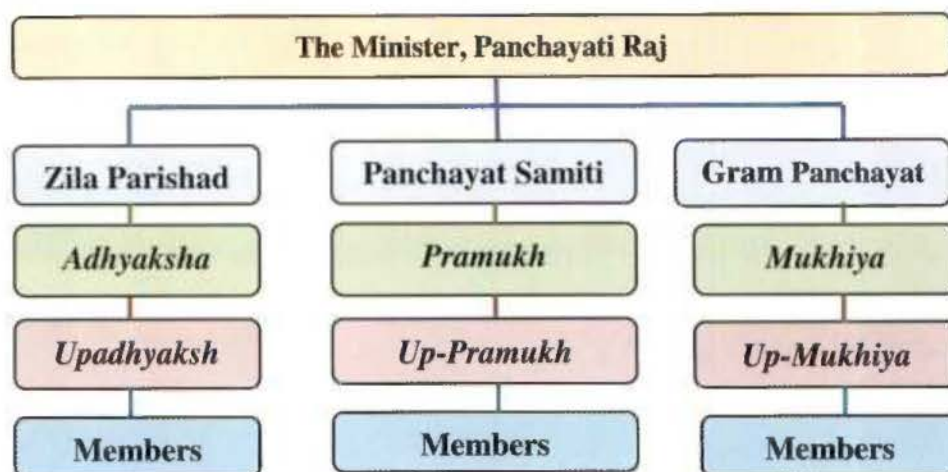 The Minister, Panchayati Raj
Zila Parishad
Panchayat Samiti
Gram Panchayat
Adhyaksha
Pramukh
Mukhiya
Upadhyaksh
Up-Pramukh
Up-Mukhiya
Members
Members
Members